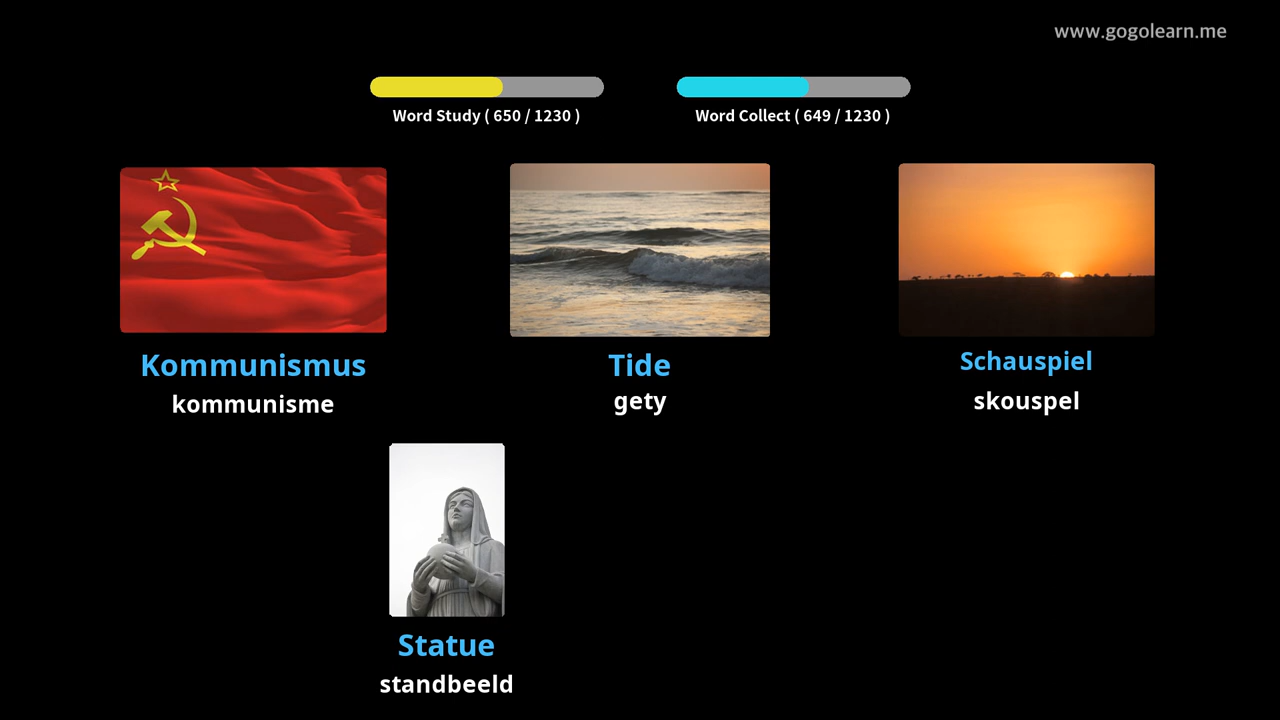 www.gogolearn.me
Word Study ( 650 / 1230 )
Word Collect ( 649 / 1230 )
Kommunismus
kommunisme
Tide
gety
Schauspiel
skouspel
Statue
standbeeld